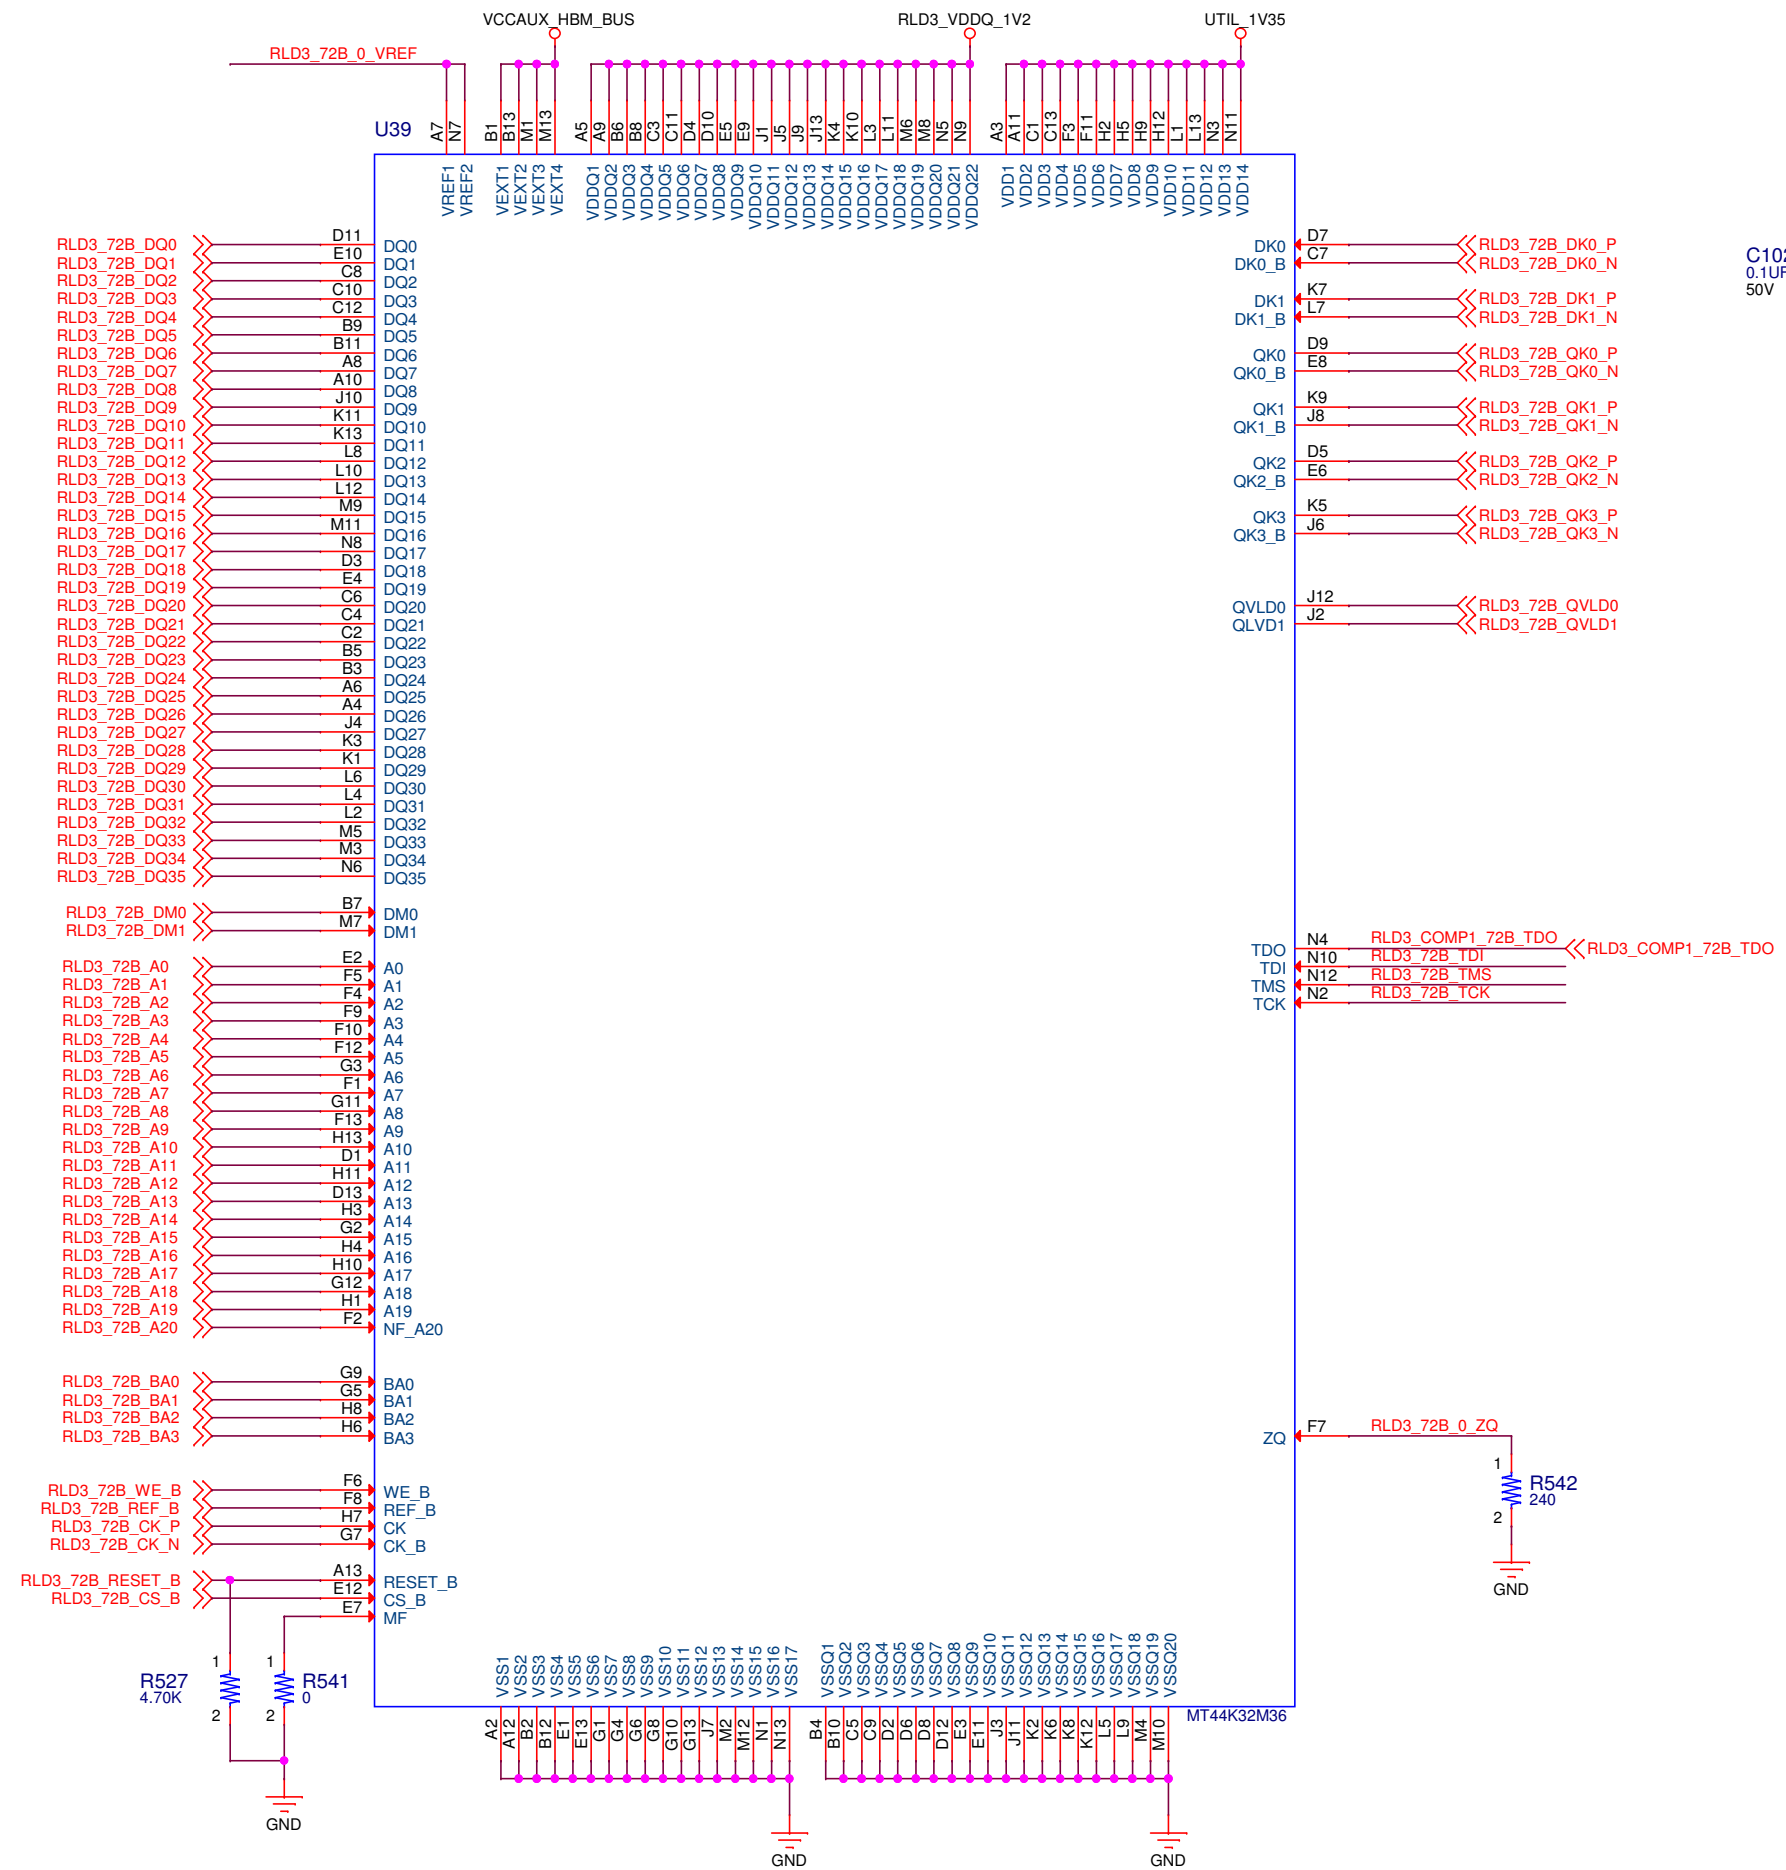 VCCAUX_HBM_BUS RLD3_VDDQ_1V2 UTIL_1V35
RLD3_72B_0_VREF
U39
A7 N7 B1 B13 M1 M13 A5 A9 B6 B8 C3 C11 D4 D10 E5 E9 J1 J5 J9 J13 K4 K10 L3 L11 M6 M8 N5 N9 A3 A11 C1 C13 F3 F11 H2 H5 H9 H12 L1 L13 N3 N11
VREF1 VREF2 VEXT1 VEXT2 VEXT3 VEXT4 VDDQ1 VDDQ2 VDDQ3 VDDQ4 VDDQ5 VDDQ6 VDDQ7 VDDQ8 VDDQ9 VDDQ10 VDDQ11 VDDQ12 VDDQ13 VDDQ14 VDDQ15 VDDQ16 VDDQ17 VDDQ18 VDDQ19 VDDQ20 VDDQ21 VDDQ22 VDD1 VDD2 VDD3 VDD4 VDD5 VDD6 VDD7 VDD8 VDD9 VDD10 VDD11 VDD12 VDD13 VDD14
RLD3_72B_DQ0 D11 DQ0
RLD3_72B_DQ1 E10 DQ1
RLD3_72B_DQ2 C8 DQ2
RLD3_72B_DQ3 C10 DQ3
RLD3_72B_DQ4 C12 DQ4
RLD3_72B_DQ5 B9 DQ5
RLD3_72B_DQ6 B11 DQ6
RLD3_72B_DQ7 A8 DQ7
RLD3_72B_DQ8 A10 DQ8
RLD3_72B_DQ9 J10 DQ9
RLD3_72B_DQ10 K11 DQ10
RLD3_72B_DQ11 K13 DQ11
RLD3_72B_DQ12 L8 DQ12
RLD3_72B_DQ13 L10 DQ13
RLD3_72B_DQ14 L12 DQ14
RLD3_72B_DQ15 M9 DQ15
RLD3_72B_DQ16 M11 DQ16
RLD3_72B_DQ17 N8 DQ17
RLD3_72B_DQ18 D3 DQ18
RLD3_72B_DQ19 E4 DQ19
RLD3_72B_DQ20 C6 DQ20
RLD3_72B_DQ21 C4 DQ21
RLD3_72B_DQ22 C2 DQ22
RLD3_72B_DQ23 B5 DQ23
RLD3_72B_DQ24 B3 DQ24
RLD3_72B_DQ25 A6 DQ25
RLD3_72B_DQ26 A4 DQ26
RLD3_72B_DQ27 J4 DQ27
RLD3_72B_DQ28 K3 DQ28
RLD3_72B_DQ29 K1 DQ29
RLD3_72B_DQ30 L6 DQ30
RLD3_72B_DQ31 L4 DQ31
RLD3_72B_DQ32 L2 DQ32
RLD3_72B_DQ33 M5 DQ33
RLD3_72B_DQ34 M3 DQ34
RLD3_72B_DQ35 N6 DQ35
RLD3_72B_DM0 B7 DM0
RLD3_72B_DM1 M7 DM1
RLD3_72B_A0 E2 A0
RLD3_72B_A1 F5 A1
RLD3_72B_A2 F4 A2
RLD3_72B_A3 F9 A3
RLD3_72B_A4 F10 A4
RLD3_72B_A5 F12 A5
RLD3_72B_A6 G3 A6
RLD3_72B_A7 F1 A7
RLD3_72B_A8 G11 A8
RLD3_72B_A9 F13 A9
RLD3_72B_A10 H13 A10
RLD3_72B_A11 D1 A11
RLD3_72B_A12 H11 A12
RLD3_72B_A13 D13 A13
RLD3_72B_A14 H3 A14
RLD3_72B_A15 G2 A15
RLD3_72B_A16 H4 A16
RLD3_72B_A17 H10 A17
RLD3_72B_A18 G12 A18
RLD3_72B_A19 H1 A19
RLD3_72B_A20 F2 NF_A20
RLD3_72B_BA0 G9 BA0
RLD3_72B_BA1 G5 BA1
RLD3_72B_BA2 H8 BA2
RLD3_72B_BA3 H6 BA3
RLD3_72B_WE_B F6 WE_B
RLD3_72B_REF_B F8 REF_B
RLD3_72B_CK_P H7 CK
RLD3_72B_CK_N G7 CK_B
RLD3_72B_RESET_B A13 RESET_B
RLD3_72B_CS_B E12 CS_B
E7 MF
DK0 D7 RLD3_72B_DK0_P
DK0_B C7 RLD3_72B_DK0_N
DK1 K7 RLD3_72B_DK1_P
DK1_B L7 RLD3_72B_DK1_N
QK0 D9 RLD3_72B_QK0_P
QK0_B E8 RLD3_72B_QK0_N
QK1 K9 RLD3_72B_QK1_P
QK1_B J8 RLD3_72B_QK1_N
QK2 D5 RLD3_72B_QK2_P
QK2_B E6 RLD3_72B_QK2_N
QK3 K5 RLD3_72B_QK3_P
QK3_B J6 RLD3_72B_QK3_N
QVLD0 J12 RLD3_72B_QVLD0
QLVD1 J2 RLD3_72B_QVLD1
TDO N4 RLD3_COMP1_72B_TDO RLD3_COMP1_72B_TDO
TDI N10 RLD3_72B_TDI
TMS N12 RLD3_72B_TMS
TCK N2 RLD3_72B_TCK
ZQ F7 RLD3_72B_0_ZQ
1
R542
240
2
GND
C102
0.1UF
50V
1 1
R527 R541
4.70K 0
2 2
GND
VSS1 VSS2 VSS3 VSS4 VSS5 VSS6 VSS7 VSS8 VSS9 VSS10 VSS11 VSS12 VSS13 VSS14 VSS15 VSS16 VSS17 VSSQ1 VSSQ2 VSSQ3 VSSQ4 VSSQ5 VSSQ6 VSSQ7 VSSQ8 VSSQ9 VSSQ10 VSSQ11 VSSQ12 VSSQ13 VSSQ14 VSSQ15 VSSQ16 VSSQ17 VSSQ18 VSSQ19 VSSQ20
MT44K32M36
A2 A12 B2 B12 E1 E13 G1 G4 G6 G8 G10 G13 J7 M2 M12 N1 N13 B4 B10 C5 C9 D2 D6 D8 D12 E3 E11 J3 J11 K2 K6 K8 K12 L5 L9 M4 M10
GND GND